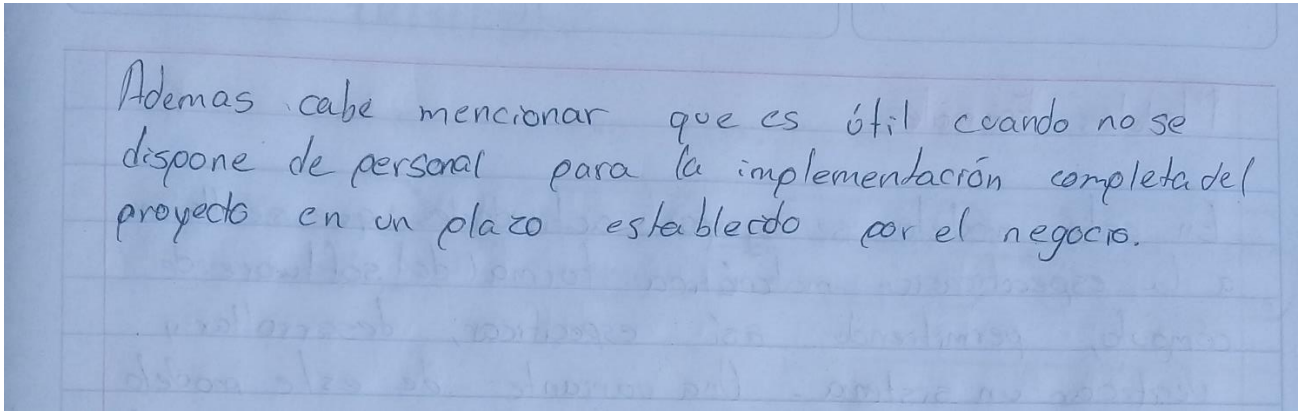 Ademas cabe mencionar que es útil cuando no se
dispone de personal para la implementación completa del
proyecto en un plazo establecido por el negocio.